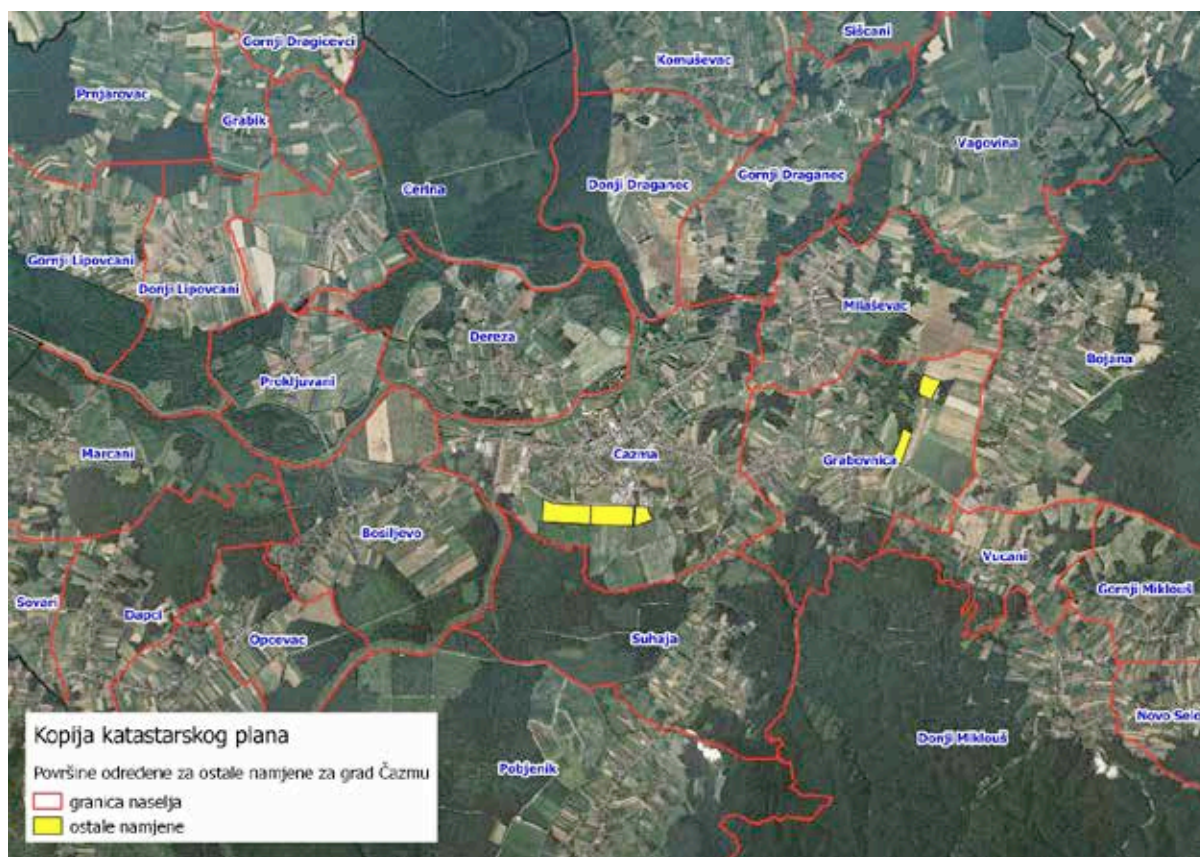 Gornji Dragicevci
Sišcani
Komuševac
Prnjarovac
Grabik
Vagovina
Gornji Draganec
Donji Draganec
Cerina
Gornji Lipovcani
Donji Lipovcani
Milaševac
Dereza
Bojana
Prokljuvani
Marcani
Cazma
Grabovnica
Bosiljevo
Vucani
Gornji Miklouš
Sovari
Dapci
Opcevac
Suhaja
Novo Selo
Donji Miklouš
Pobjenik
Kopija katastarskog plana
Površine određene za ostale namjene za grad Čazmu
granica naselja
ostale namjene